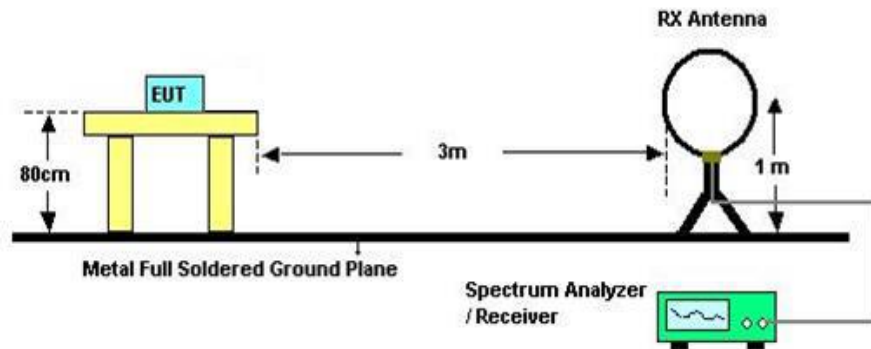 RX Antenna
EUT
80cm
3m
1 m
Metal Full Soldered Ground Plane
Spectrum Analyzer
/ Receiver